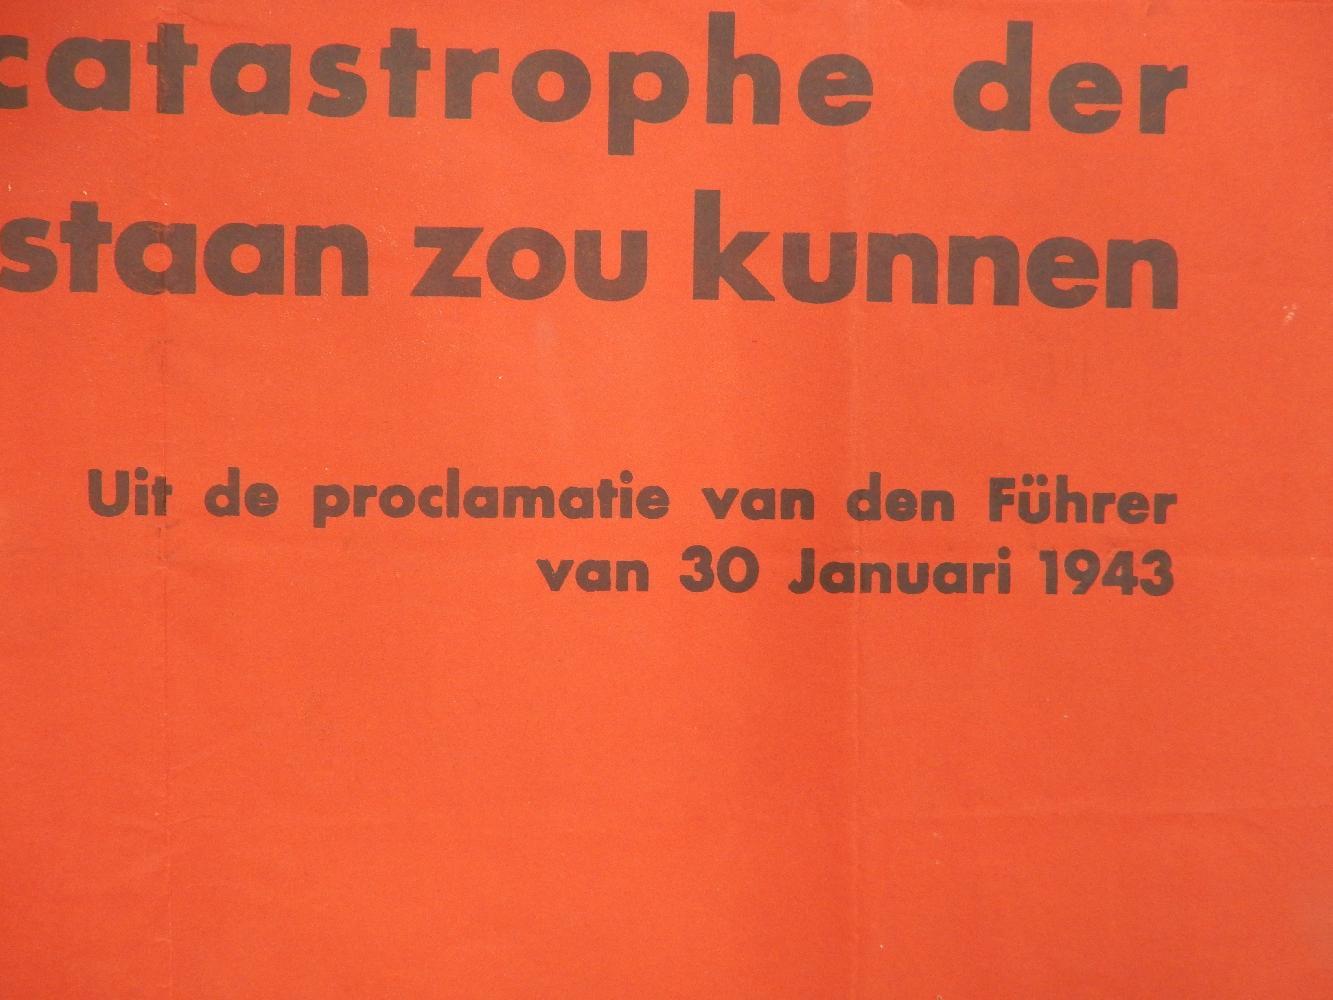 catastrophe der
staan zou kunnen
Uit de proclamatie van den Führer
van 30 Januari 1943